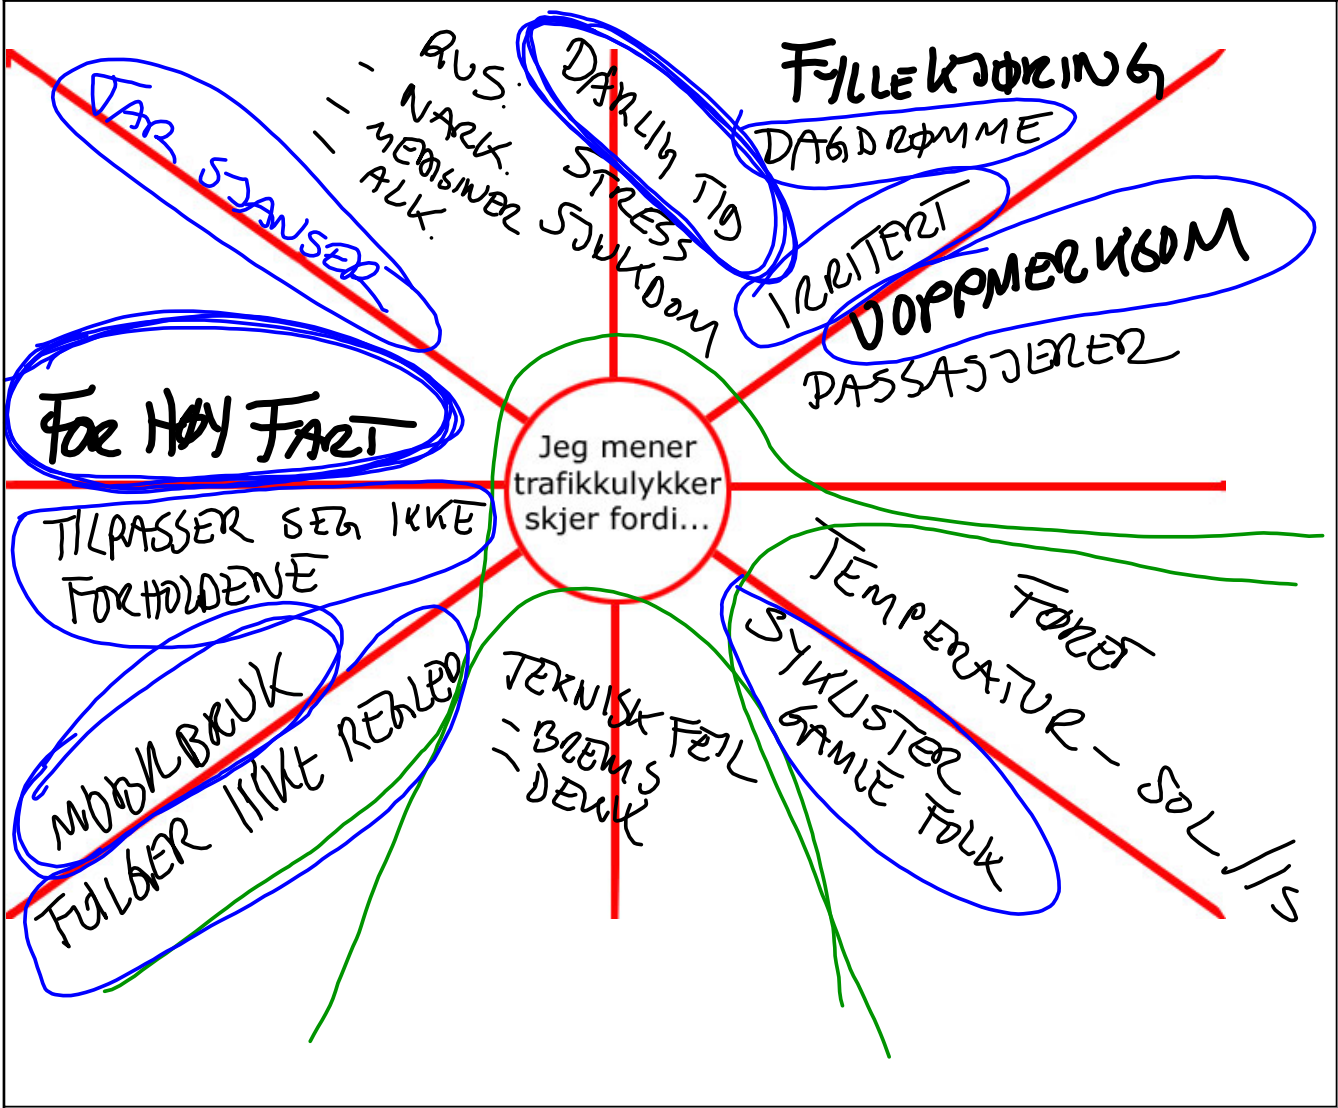 TAR SJANSER
RUS.
- NARK.
- MEDISINER
- ALK.
DÅRLIG TID
STRESS
SJUKDOM
FYLLEKJØRING
DAGDRØMME
IRRITERT
UOPPMERKSOM
PASSASJERER
FOR HØY FART
Jeg mener
trafikkulykker
skjer fordi...
TILPASSER SEG IKKE
FORHOLDENE
MOBILBRUK
FØLGER IKKE REGLER
TEKNISK FEIL
- BREMS
- DEKK
SYKLISTER
GAMLE FOLK
TEMPERATUR - SOL / IS
FØRET